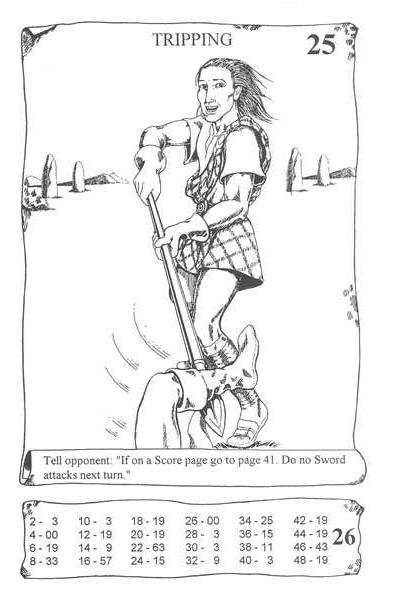 TRIPPING 25
Tell opponent: "If on a Score page go to page 41. Do no Sword
attacks next turn."
2 - 3 10 - 3 18 - 19 26 - 00 34 - 25 42 - 19
4 - 00 12 - 19 20 - 19 28 - 3 36 - 15 44 - 19
6 - 19 14 - 9 22 - 63 30 - 3 38 - 11 46 - 43
8 - 33 16 - 57 24 - 15 32 - 9 40 - 3 48 - 19
26